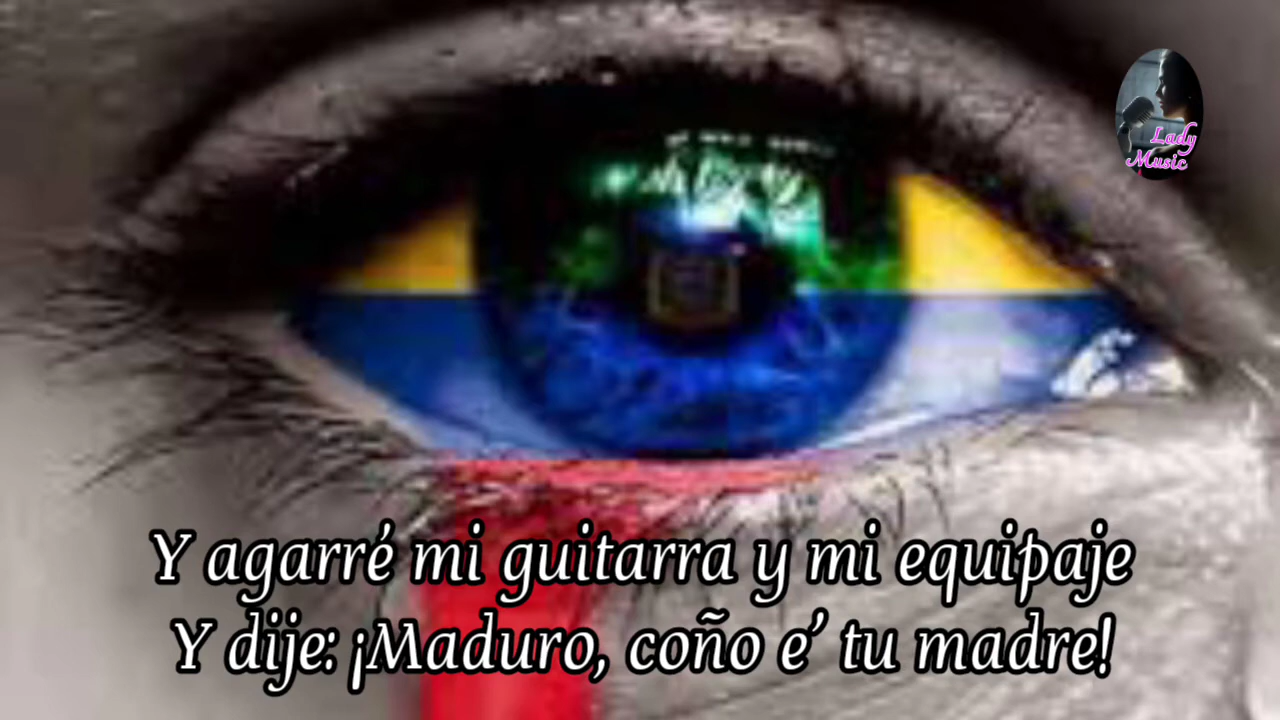 Lady
Music
Y agarré mi guitarra y mi equipaje
Y dije: ¡Maduro, coño e’ tu madre!